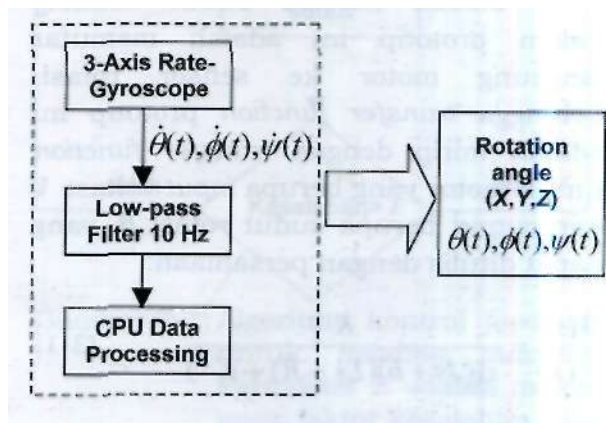 3-Axis Rate-
Gyroscope
θ̇(t),ϕ̇(t),ψ̇(t)
Low-pass
Filter 10 Hz
CPU Data
Processing
Rotation
angle
(X,Y,Z)
θ(t),ϕ(t),ψ(t)